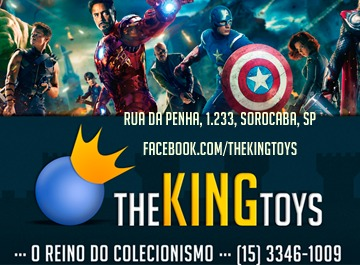 RUA DA PENHA, 1.233, SOROCABA, SP
FACEBOOK.COM/THEKINGTOYS
THEKINGTOYS
··· O REINO DO COLECIONISMO ··· (15) 3346-1009